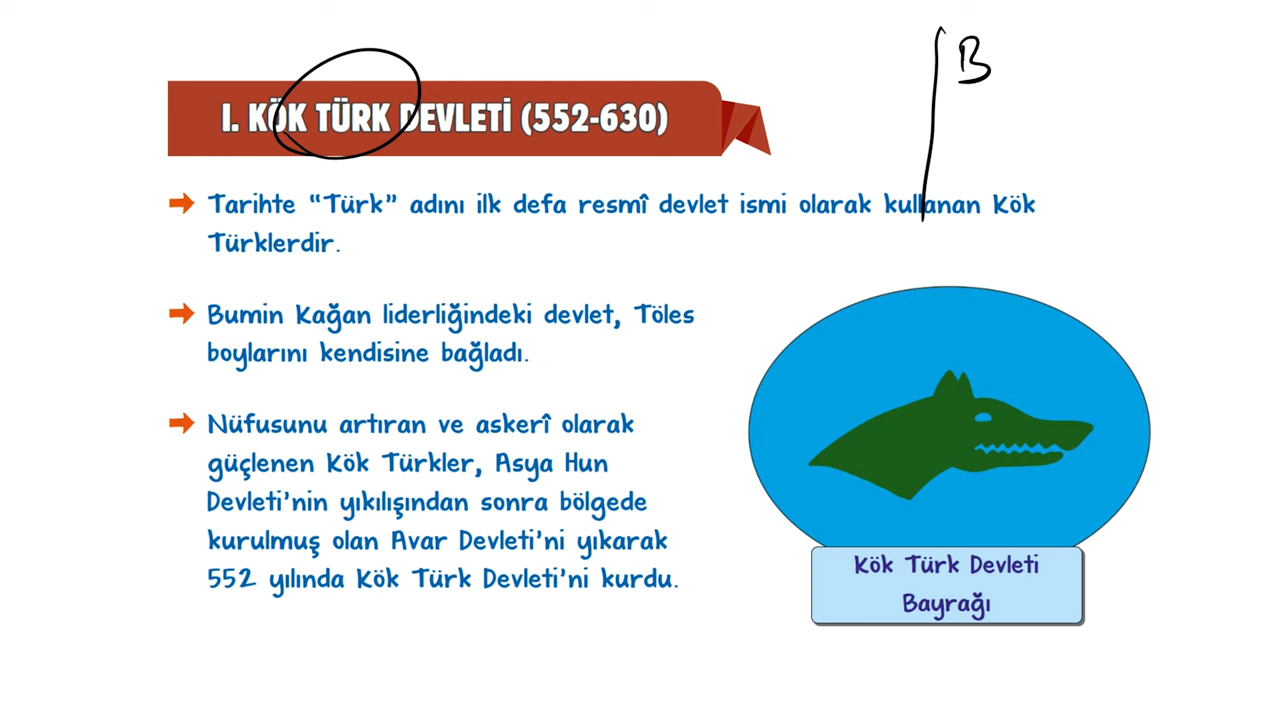 I. KÖK TÜRK DEVLETİ (552-630)
B
Tarihte “Türk” adını ilk defa resmî devlet ismi olarak kullanan Kök
Türklerdir.
Bumin Kağan liderliğindeki devlet, Töles
boylarını kendisine bağladı.
Nüfusunu artıran ve askerî olarak
güçlenen Kök Türkler, Asya Hun
Devleti'nin yıkılışından sonra bölgede
kurulmuş olan Avar Devleti'ni yıkarak
552 yılında Kök Türk Devleti'ni kurdu.
Kök Türk Devleti
Bayrağı